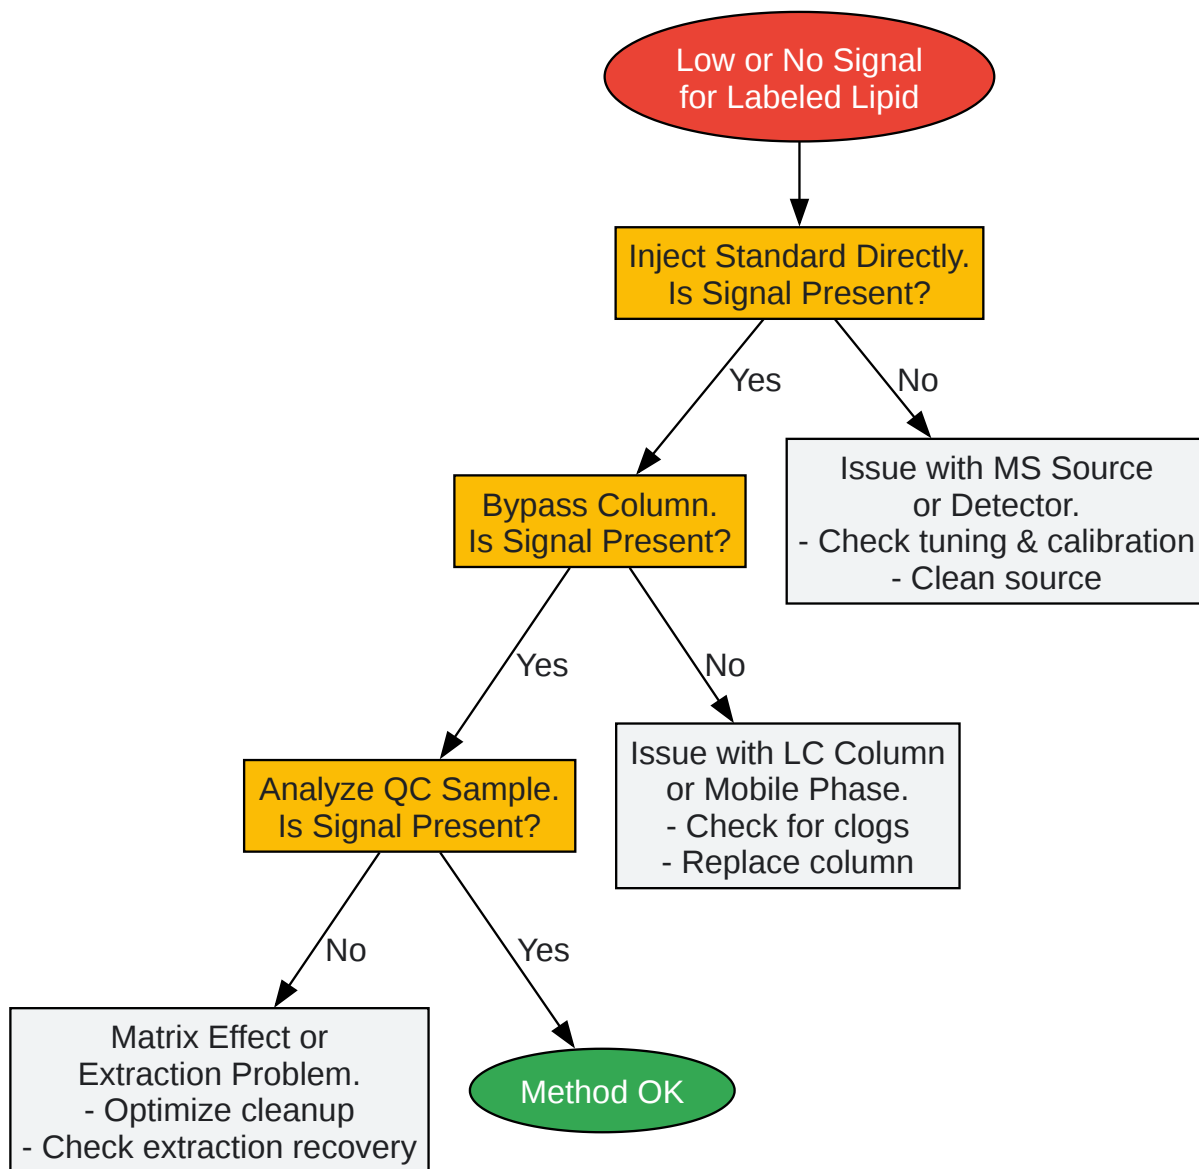 Low or No Signal
for Labeled Lipid
Inject Standard Directly.
Is Signal Present?
Yes
No
Issue with MS Source
or Detector.
- Check tuning & calibration
- Clean source
Bypass Column.
Is Signal Present?
Yes
No
Issue with LC Column
or Mobile Phase.
- Check for clogs
- Replace column
Analyze QC Sample.
Is Signal Present?
No
Yes
Matrix Effect or
Extraction Problem.
- Optimize cleanup
- Check extraction recovery
Method OK